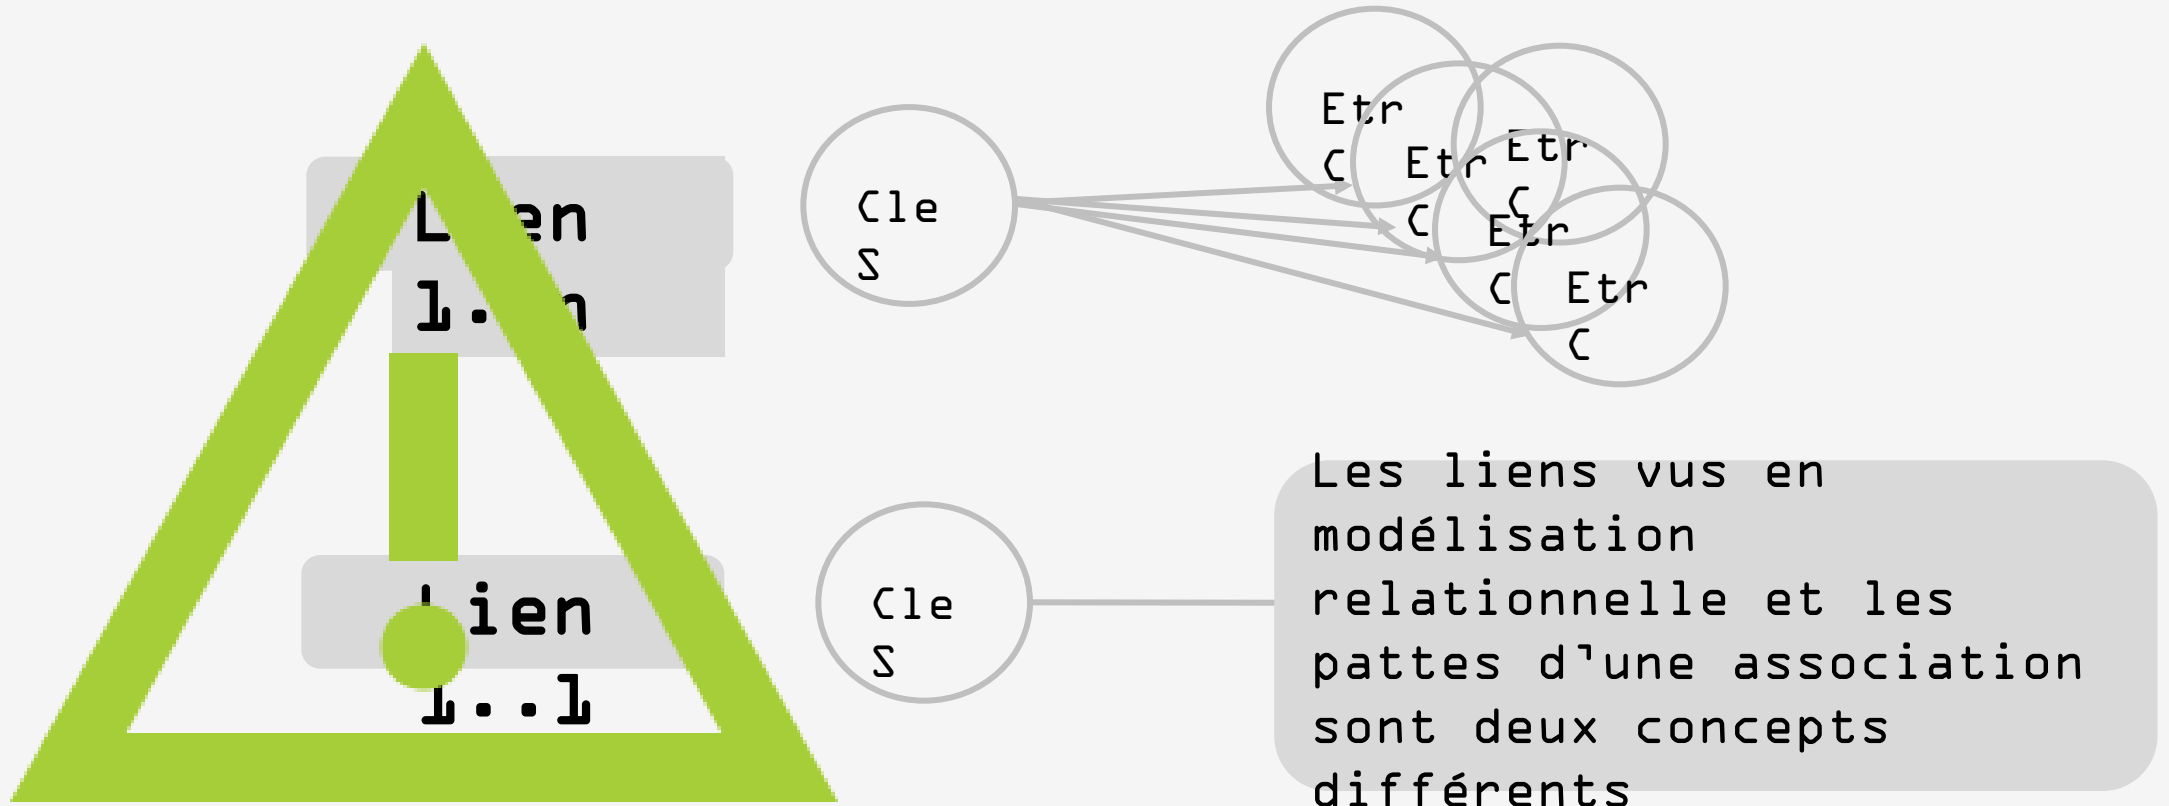 Lien
1..n
Cle
S
Etr
C
Etr
C
Etr
C
Etr
C
Etr
C
Lien
1..1
Cle
S
Les liens vus en
modélisation
relationnelle et les
pattes d'une association
sont deux concepts
différents